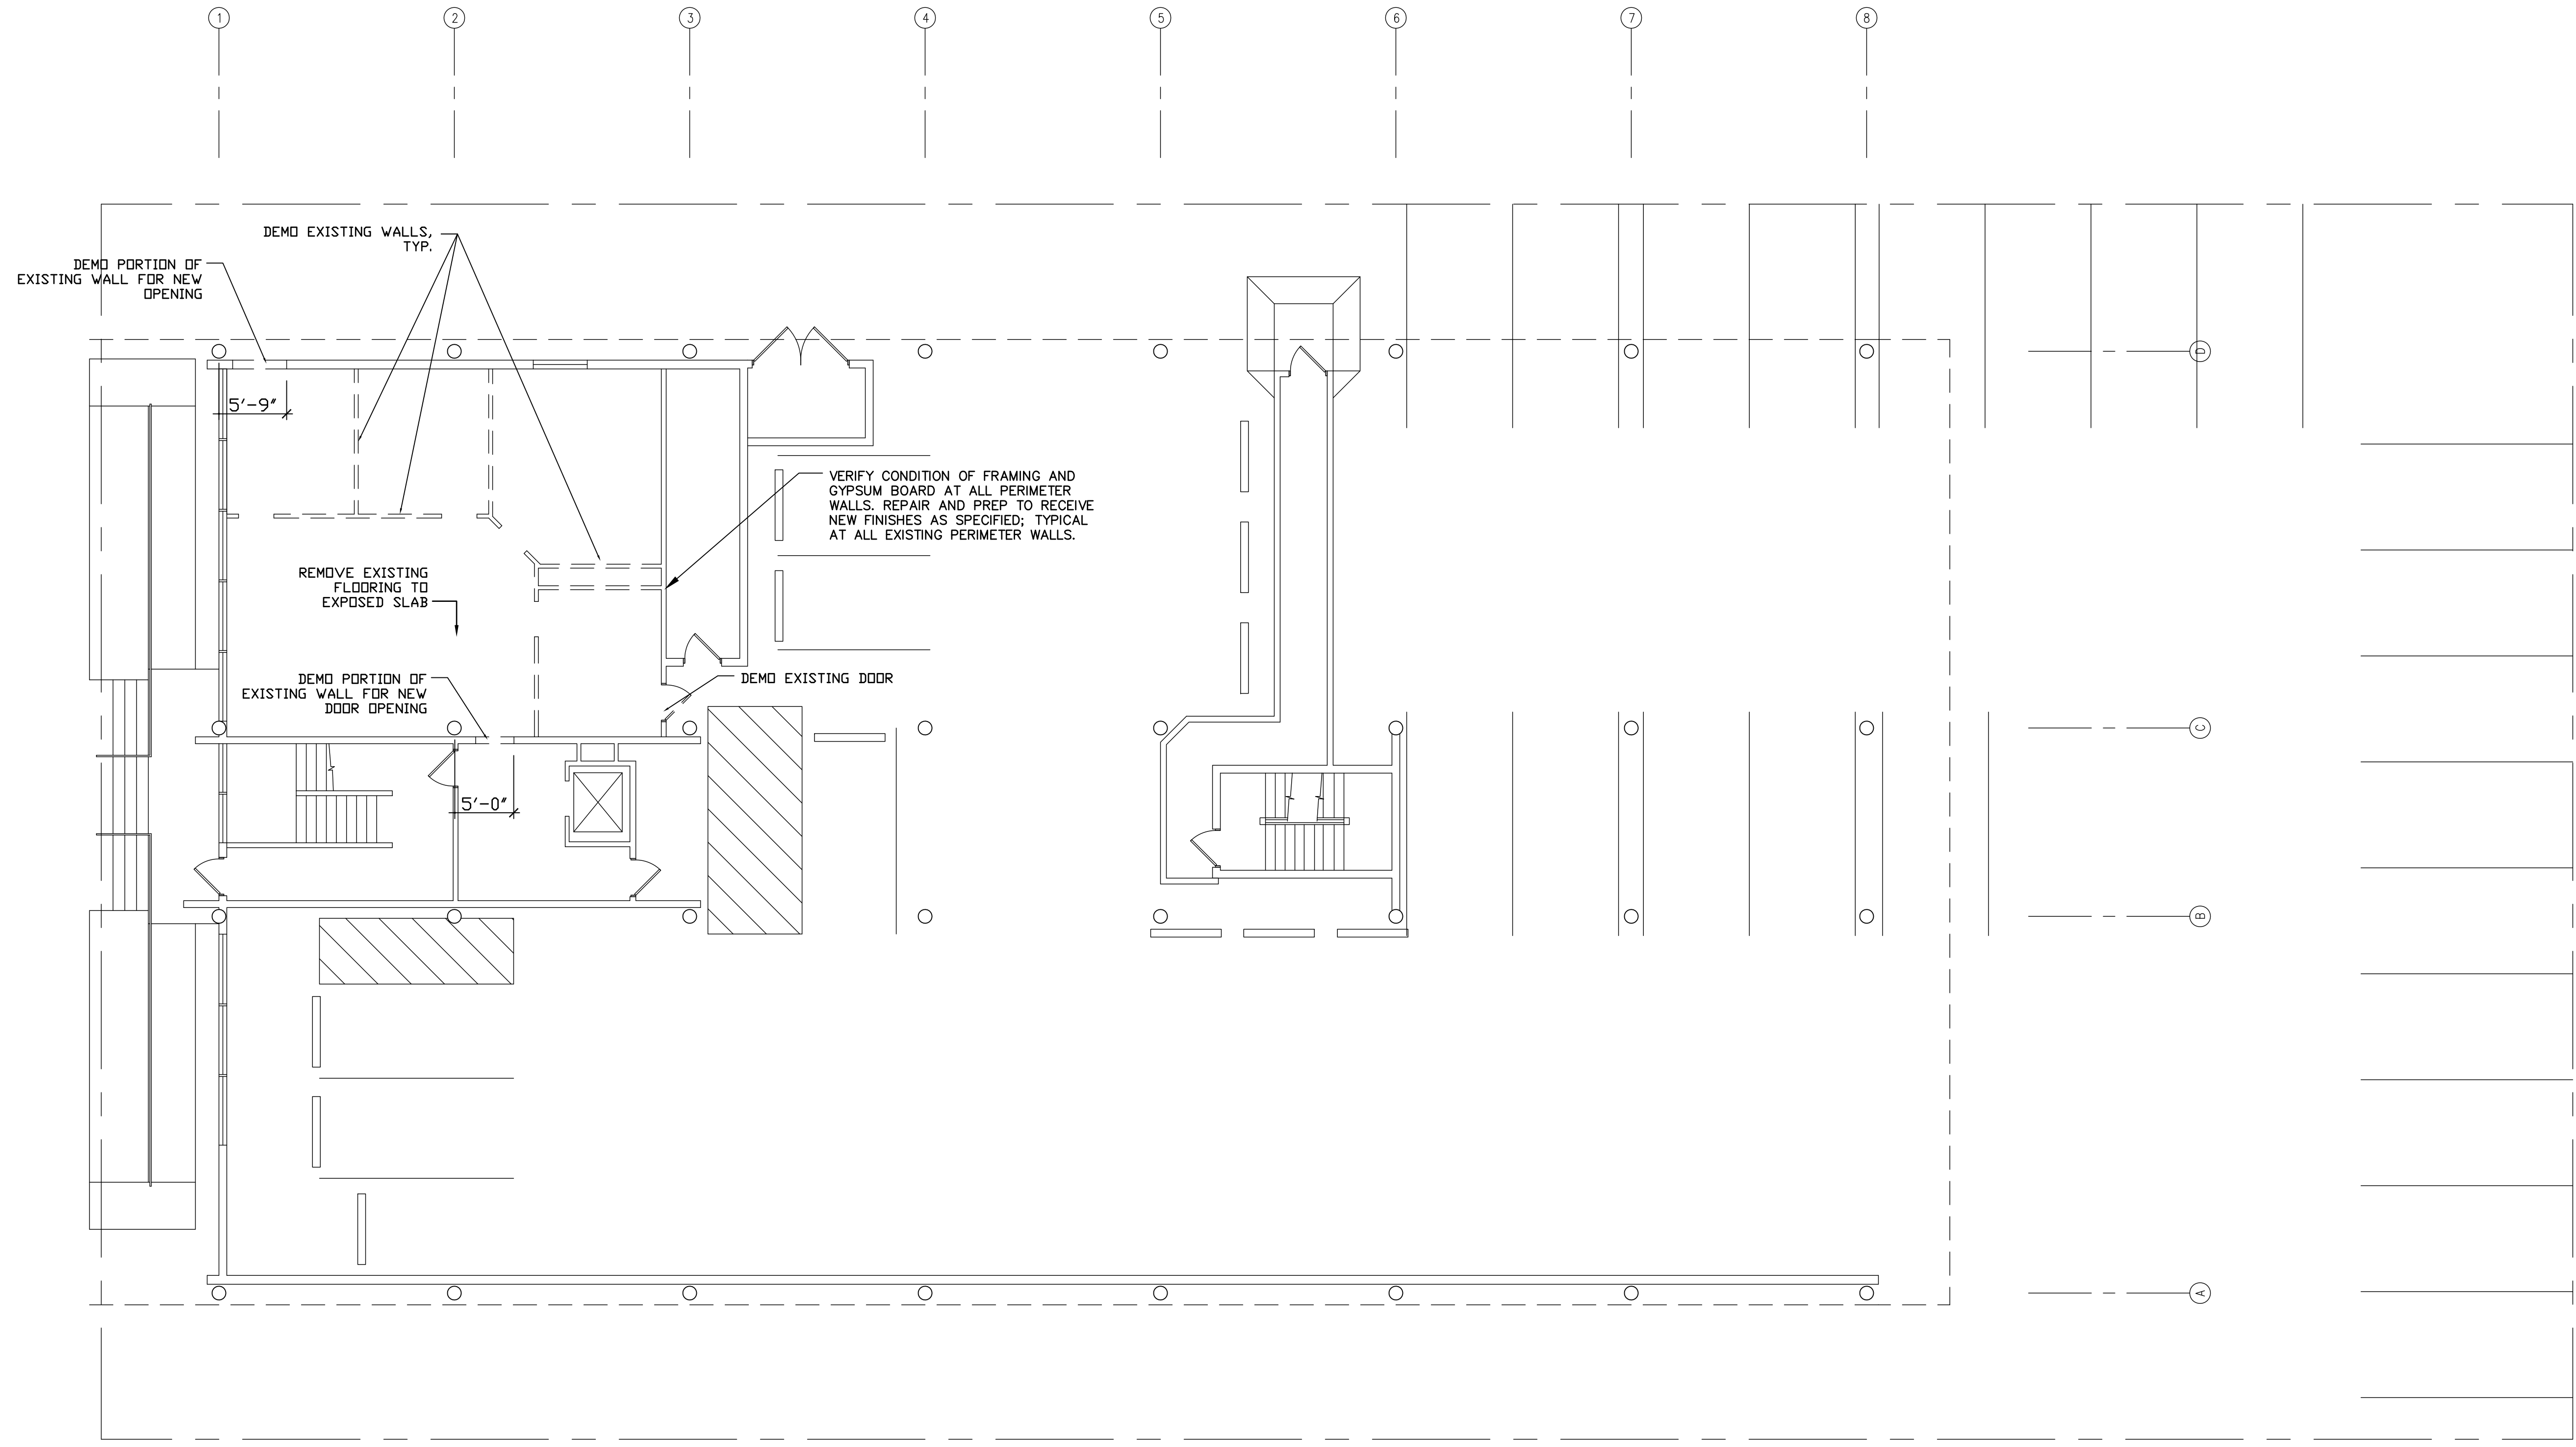 1
2
3
4
5
6
7
8
DEMO EXISTING WALLS,
TYP.
DEMO PORTION OF
EXISTING WALL FOR NEW
OPENING
D
5'-9"
VERIFY CONDITION OF FRAMING AND
GYPSUM BOARD AT ALL PERIMETER
WALLS. REPAIR AND PREP TO RECEIVE
NEW FINISHES AS SPECIFIED; TYPICAL
AT ALL EXISTING PERIMETER WALLS.
REMOVE EXISTING
FLOORING TO
EXPOSED SLAB
DEMO PORTION OF
EXISTING WALL FOR NEW
DOOR OPENING
DEMO EXISTING DOOR
C
5'-0"
B
A